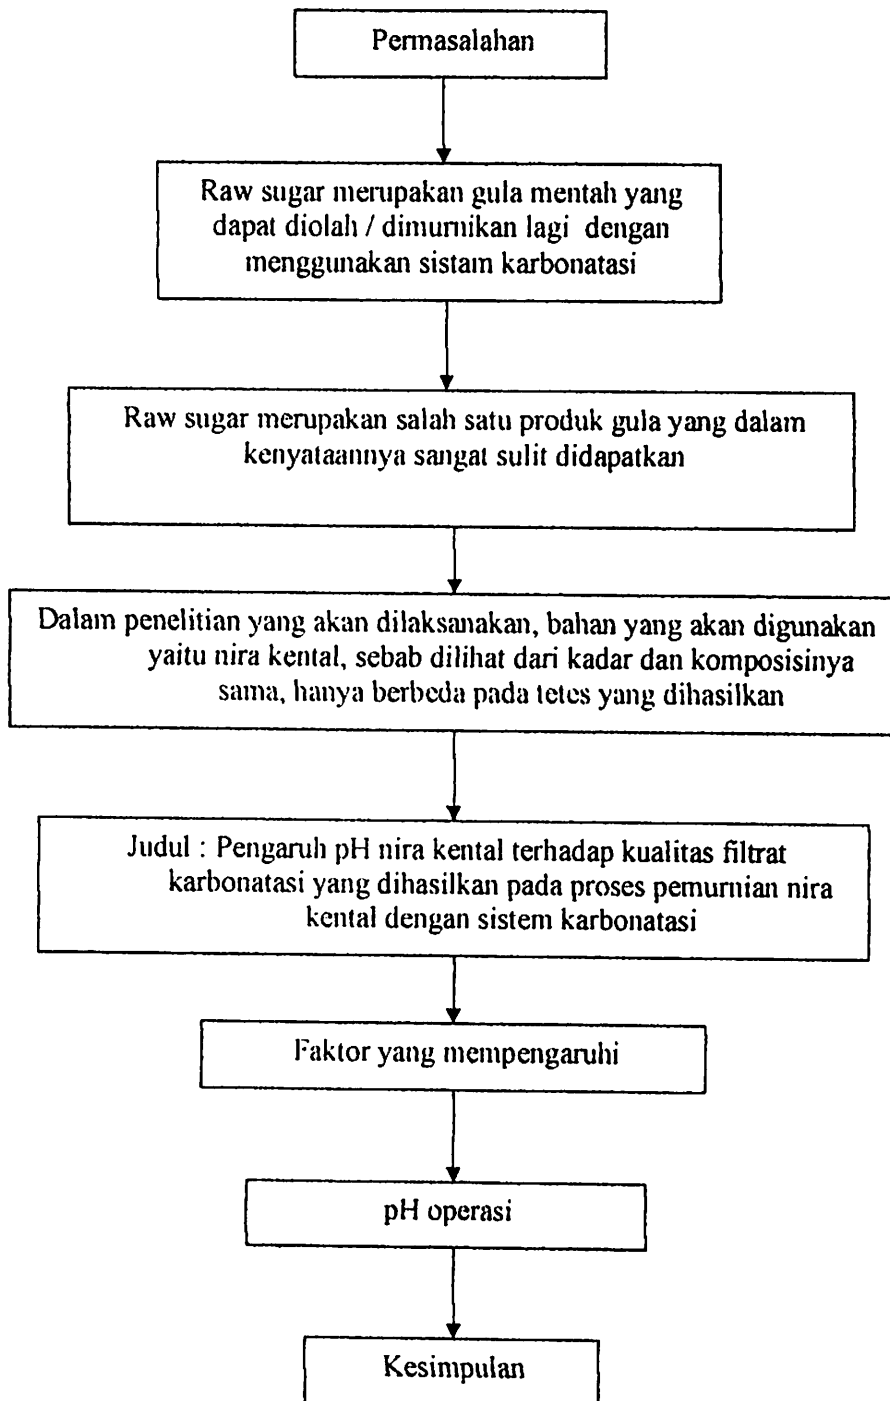 Permasalahan
Raw sugar merupakan gula mentah yang
dapat diolah / dimurnikan lagi dengan
menggunakan sistam karbonatasi
Raw sugar merupakan salah satu produk gula yang dalam
kenyataannya sangat sulit didapatkan
Dalam penelitian yang akan dilaksanakan, bahan yang akan digunakan
yaitu nira kental, sebab dilihat dari kadar dan komposisinya
sama, hanya berbeda pada tetes yang dihasilkan
Judul : Pengaruh pH nira kental terhadap kualitas filtrat
karbonatasi yang dihasilkan pada proses pemurnian nira
kental dengan sistem karbonatasi
Faktor yang mempengaruhi
pH operasi
Kesimpulan